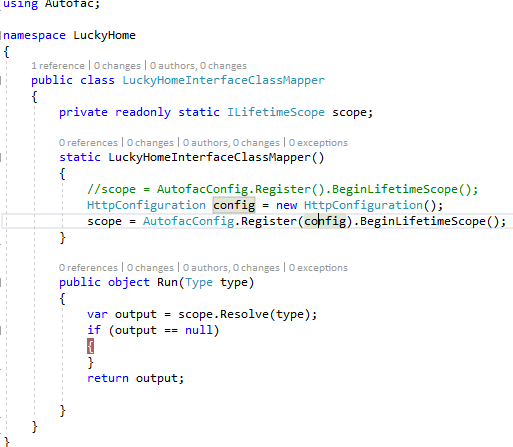 using Autofac;
namespace LuckyHome
{
1 reference | 0 changes | 0 authors, 0 changes
public class LuckyHomeInterfaceClassMapper
{
private readonly static ILifetimeScope scope;
0 references | 0 changes | 0 authors, 0 changes | 0 exceptions
static LuckyHomeInterfaceClassMapper()
{
//scope = AutofacConfig.Register().BeginLifetimeScope();
HttpConfiguration config = new HttpConfiguration();
scope = AutofacConfig.Register(config).BeginLifetimeScope();
}
0 references | 0 changes | 0 authors, 0 changes | 0 exceptions
public object Run(Type type)
{
var output = scope.Resolve(type);
if (output == null)
{
}
return output;
}
}
}